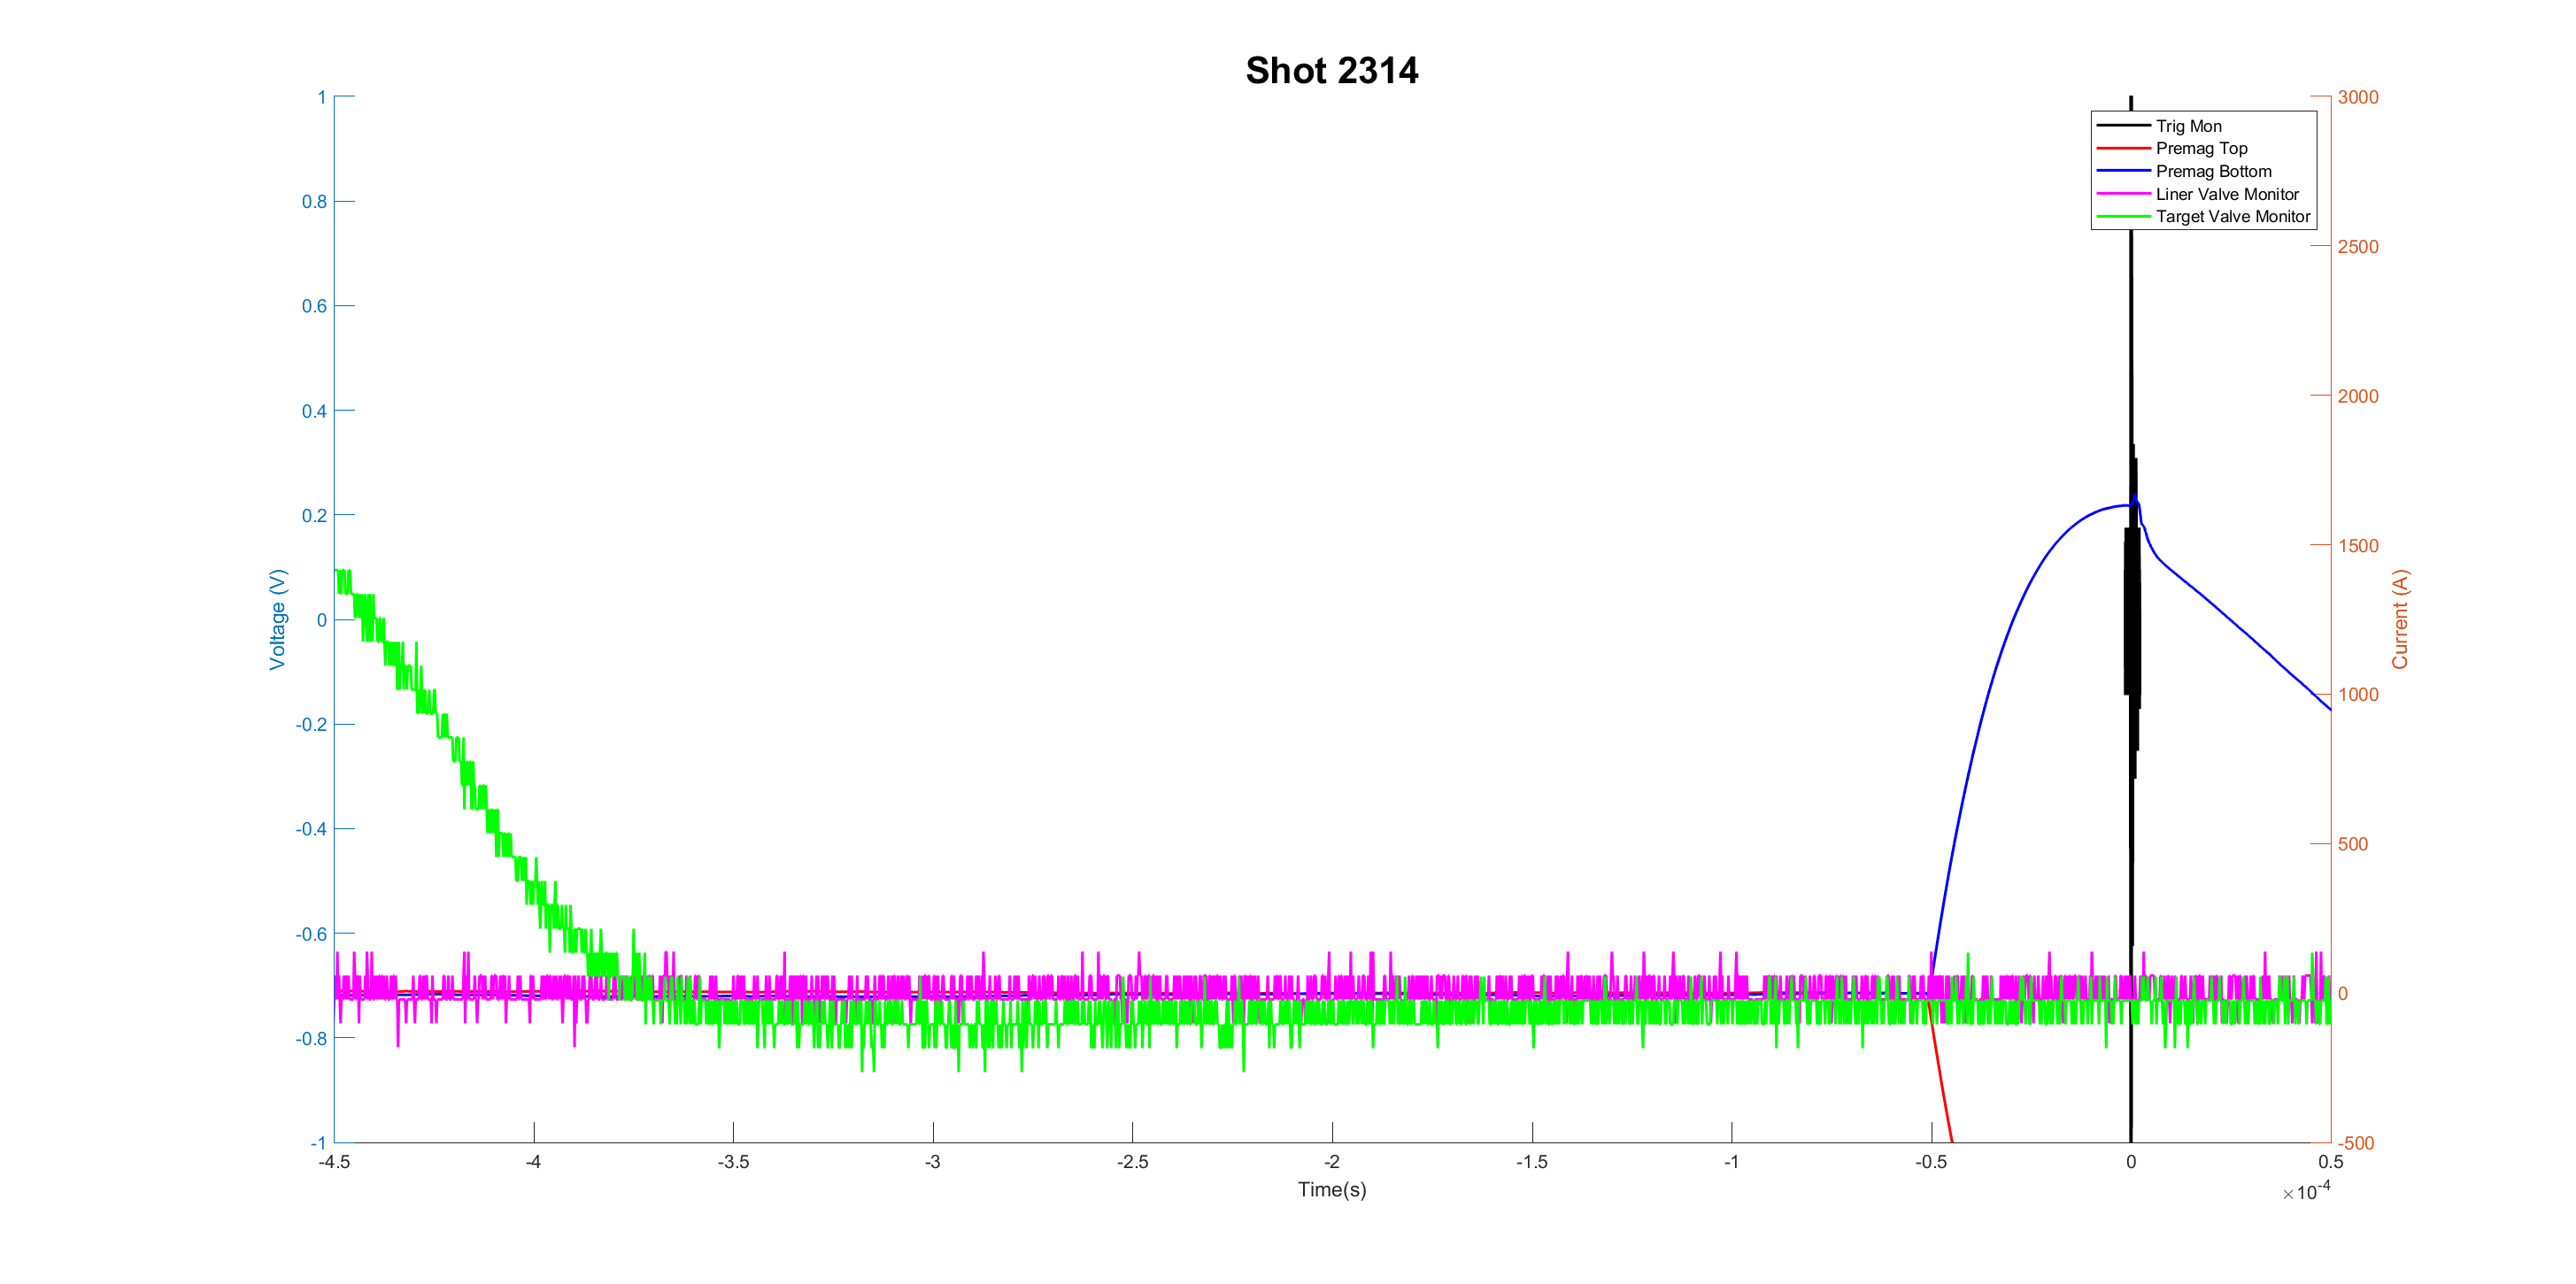 Shot 2314
1
0.8
0.6
0.4
0.2
0
-0.2
-0.4
-0.6
-0.8
-1
Voltage (V)
3000
2500
2000
1500
1000
500
0
-500
Current (A)
Trig Mon
Premag Top
Premag Bottom
Liner Valve Monitor
Target Valve Monitor
-4.5 -4 -3.5 -3 -2.5 -2 -1.5 -1 -0.5 0 0.5
Time(s)
×10-4